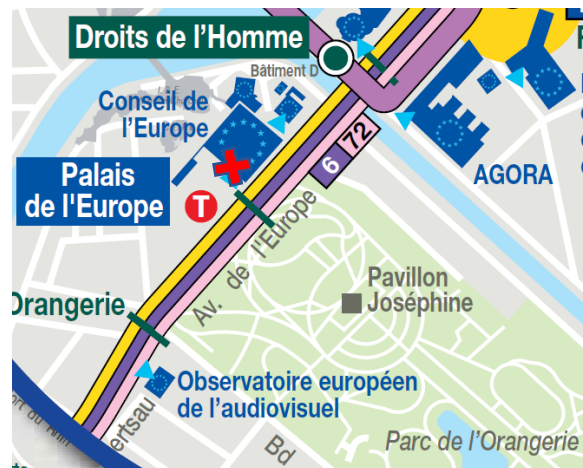 Droits de l'Homme
Bâtiment D
Conseil de
l'Europe
72
6
AGORA
Palais
de l'Europe
T
Av. de l'Europe
Pavillon
Joséphine
Orangerie
Observatoire européen
de l'audiovisuel
ertsau
Bd
Parc de l'Orangerie